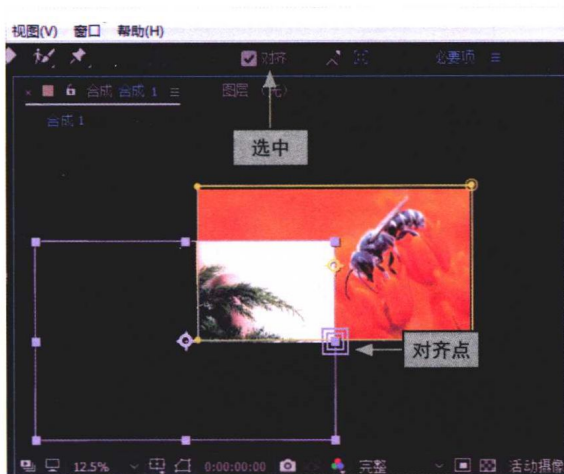 视图(V) 窗口 帮助(H)
对齐 必要项
合成 合成 1 图层 (无)
合成 1
选中
对齐点
12.5% 0:00:00:00 完整 活动摄像